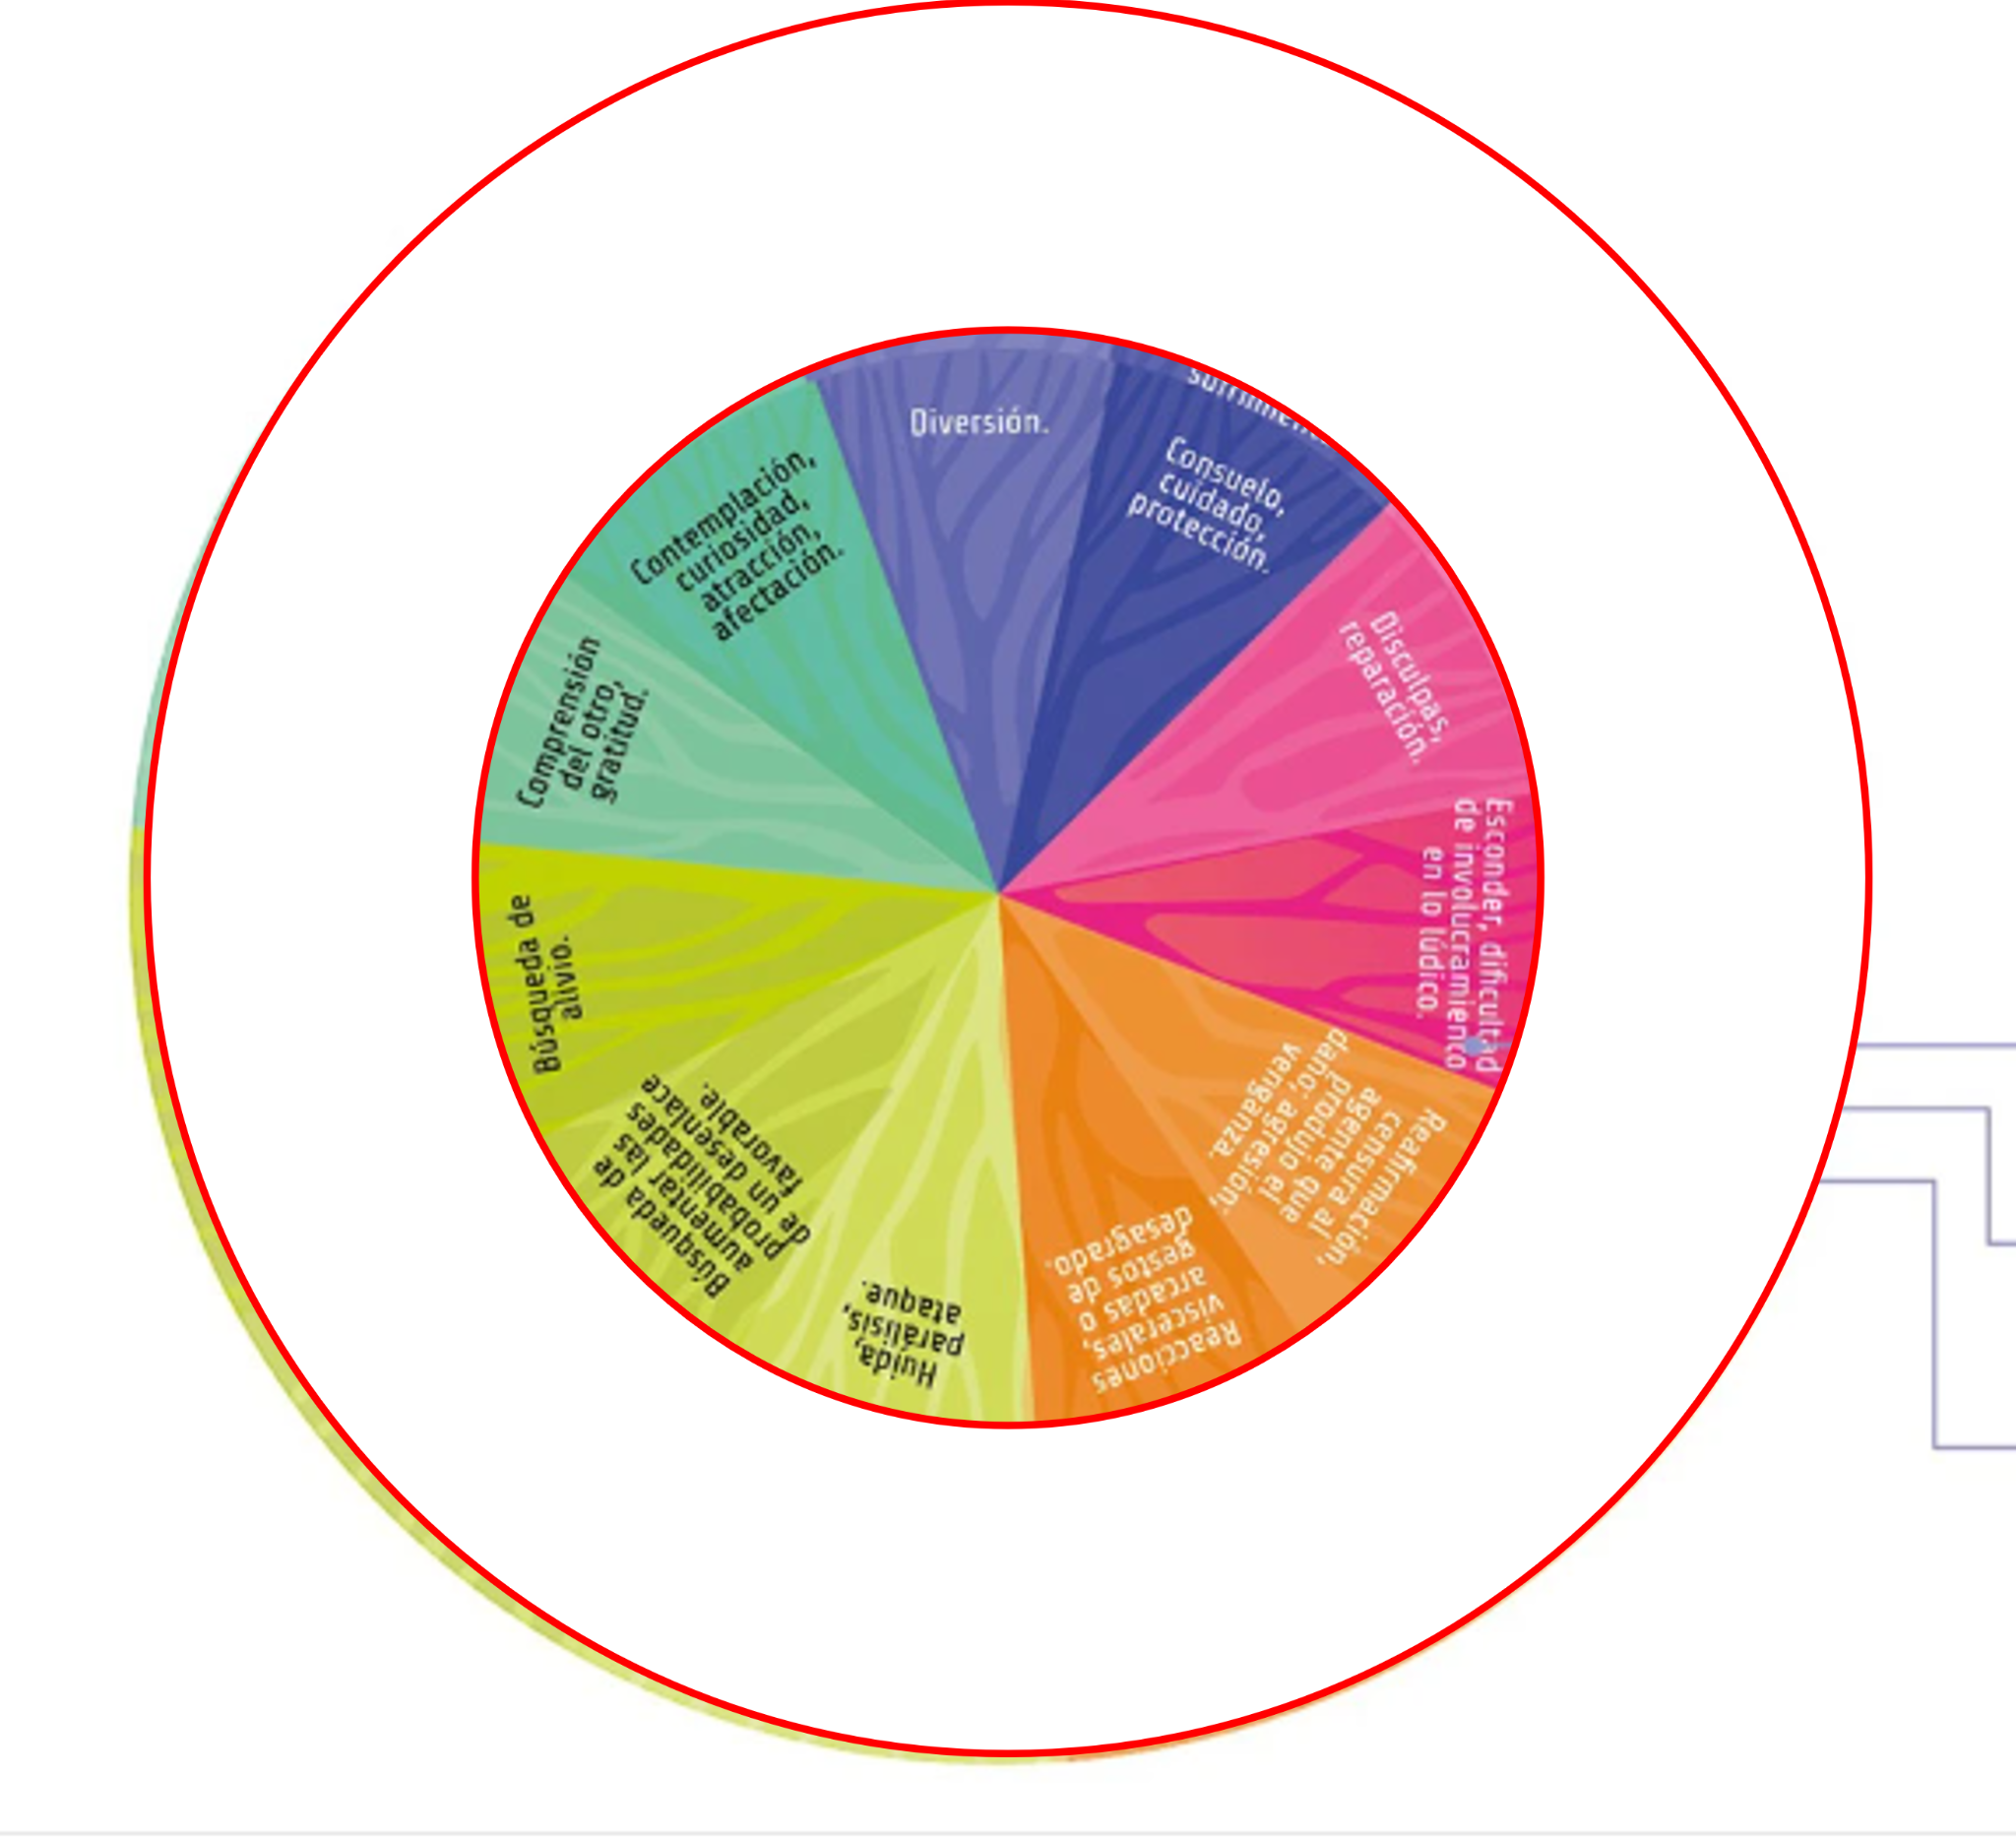 Diversión.
Consuelo,
cuidado,
protección.
Disculpas,
reparación.
Esconder, dificultad
de involucramiento
en lo lúdico.
Reafirmación,
censura al
agente que
produjo el
daño; agresión,
venganza.
Reacciones
viscerales,
arcadas o
gestos de
desagrado.
Huida,
parálisis,
ataque.
Búsqueda de
aumentar las
probabilidades
de un desenlace
favorable.
Búsqueda de
alivio.
Comprensión
del otro,
gratitud.
Contemplación,
curiosidad,
atracción,
afectación.